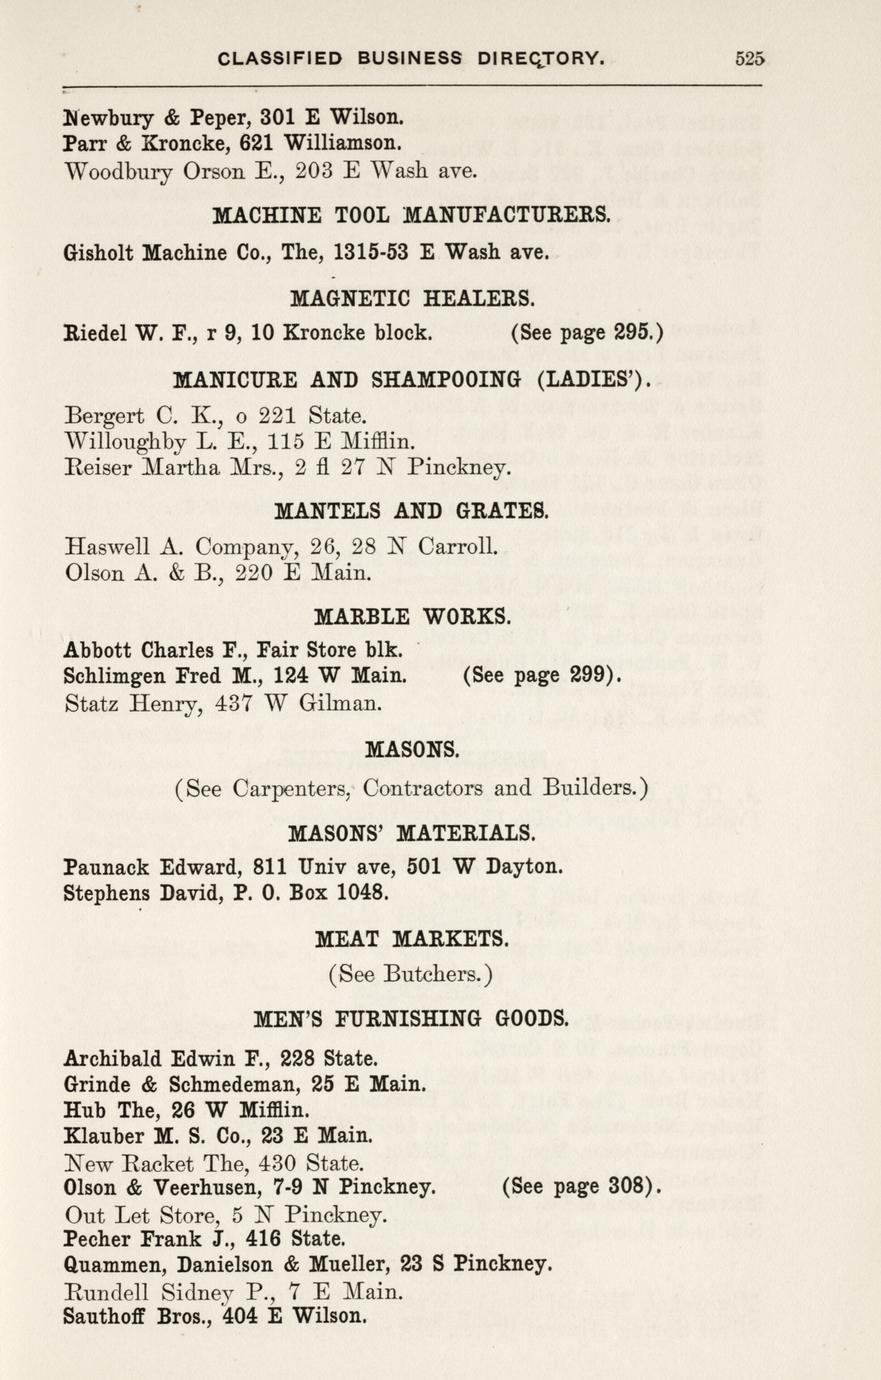 CLASSIFIED BUSINESS DIRECTORY. 525
Newbury & Peper, 301 E Wilson.
Parr & Kroncke, 621 Williamson.
Woodbury Orson E., 203 E Wash ave.
MACHINE TOOL MANUFACTURERS.
Gisholt Machine Co., The, 1315-53 E Wash ave.
MAGNETIC HEALERS.
Riedel W. F., r 9, 10 Kroncke block. (See page 295.)
MANICURE AND SHAMPOOING (LADIES').
Bergert C. K., o 221 State.
Willoughby L. E., 115 E Mifflin.
Reiser Martha Mrs., 2 fl 27 N Pinckney.
MANTELS AND GRATES.
Haswell A. Company, 26, 28 N Carroll.
Olson A. & B., 220 E Main.
MARBLE WORKS.
Abbott Charles F., Fair Store blk.
Schlimgen Fred M., 124 W Main. (See page 299).
Statz Henry, 437 W Gilman.
MASONS.
(See Carpenters, Contractors and Builders.)
MASONS' MATERIALS.
Paunack Edward, 811 Univ ave, 501 W Dayton.
Stephens David, P. O. Box 1048.
MEAT MARKETS.
(See Butchers.)
MEN'S FURNISHING GOODS.
Archibald Edwin F., 228 State.
Grinde & Schmedeman, 25 E Main.
Hub The, 26 W Mifflin.
Klauber M. S. Co., 23 E Main.
New Racket The, 430 State.
Olson & Veerhusen, 7-9 N Pinckney. (See page 308).
Out Let Store, 5 N Pinckney.
Pecher Frank J., 416 State.
Quammen, Danielson & Mueller, 23 S Pinckney.
Rundell Sidney P., 7 E Main.
Sauthoff Bros., 404 E Wilson.